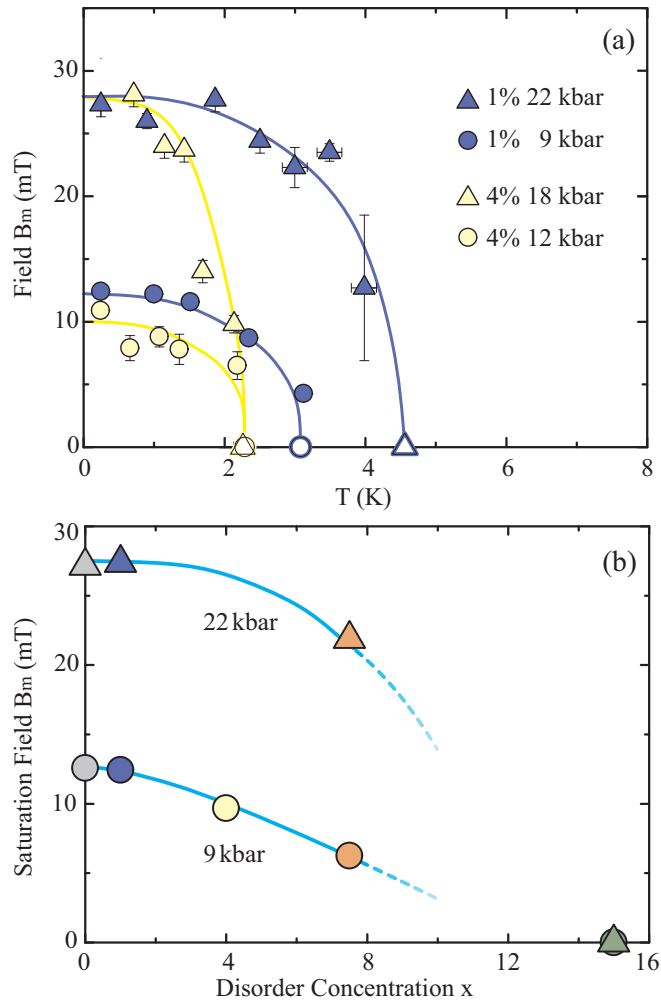 (a)
30
20
10
0
Field Bm (mT)
1% 22 kbar
1% 9 kbar
4% 18 kbar
4% 12 kbar
0 2 4 6 8
T (K)
(b)
30
20
10
0
Saturation Field Bm (mT)
22 kbar
9 kbar
0 4 8 12 16
Disorder Concentration x